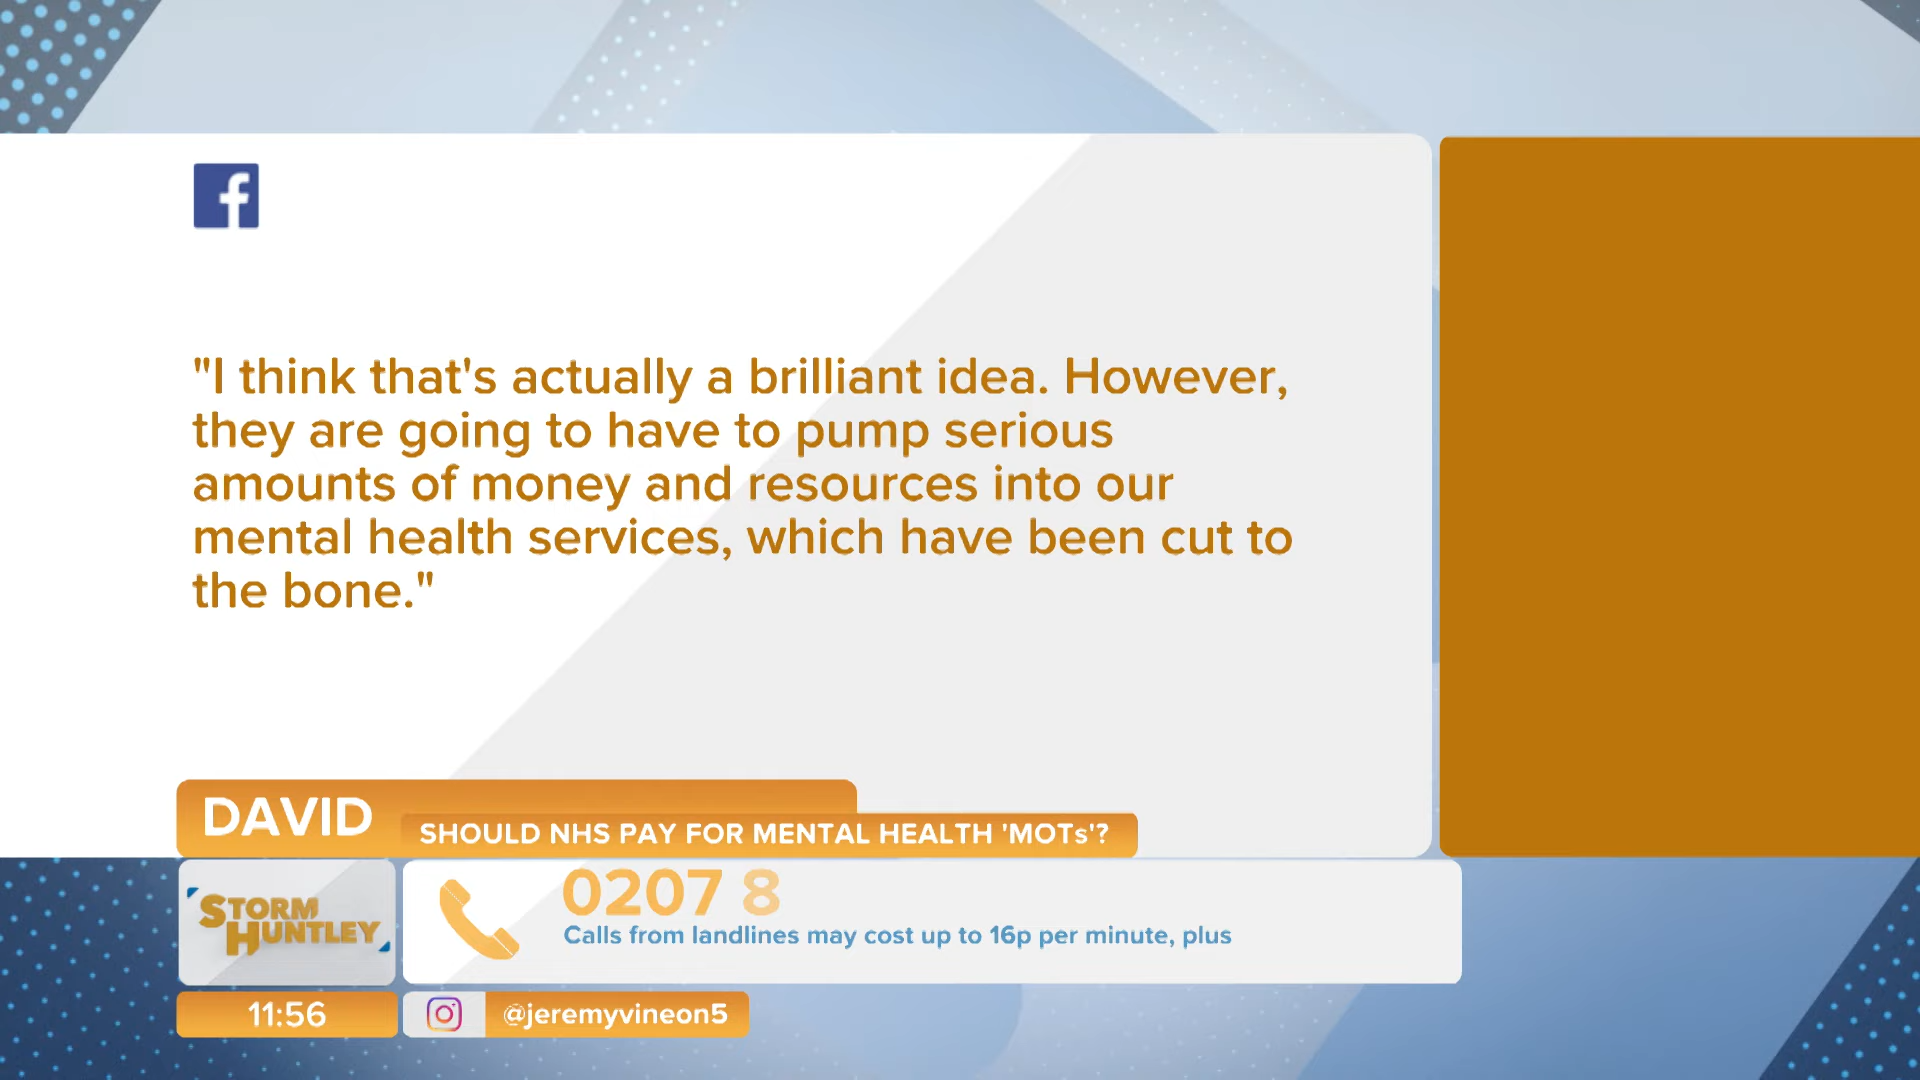 "I think that's actually a brilliant idea. However,
they are going to have to pump serious
amounts of money and resources into our
mental health services, which have been cut to
the bone."
DAVID
SHOULD NHS PAY FOR MENTAL HEALTH 'MOTs'?
STORM
HUNTLEY
0207 8
Calls from landlines may cost up to 16p per minute, plus
11:56
@jeremyvineon5